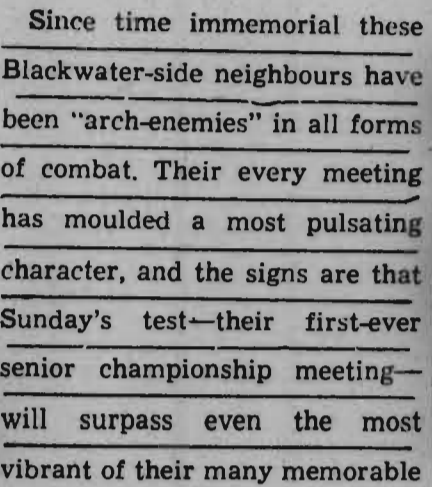 Since time immemorial these
Blackwater-side neighbours have
been "arch-enemies" in all forms
of combat. Their every meeting
has moulded a most pulsating
character, and the signs are that
Sunday's test—their first-ever
senior championship meeting—
will surpass even the most
vibrant of their many memorable